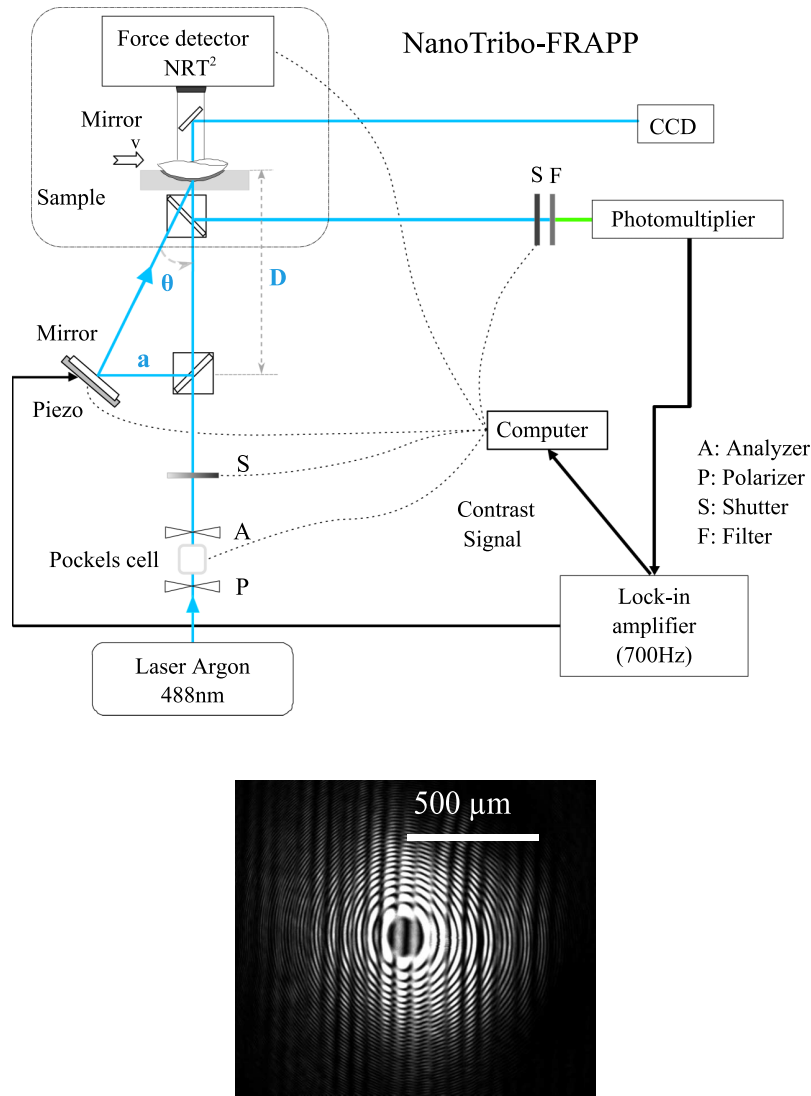 NanoTribo-FRAPP
Force detector
NRT²
Mirror
v
Sample
CCD
S F
Photomultiplier
θ
D
Mirror
a
Piezo
Computer
S
A
Pockels cell
P
Contrast
Signal
A: Analyzer
P: Polarizer
S: Shutter
F: Filter
Lock-in
amplifier
(700Hz)
Laser Argon
488nm
500 µm